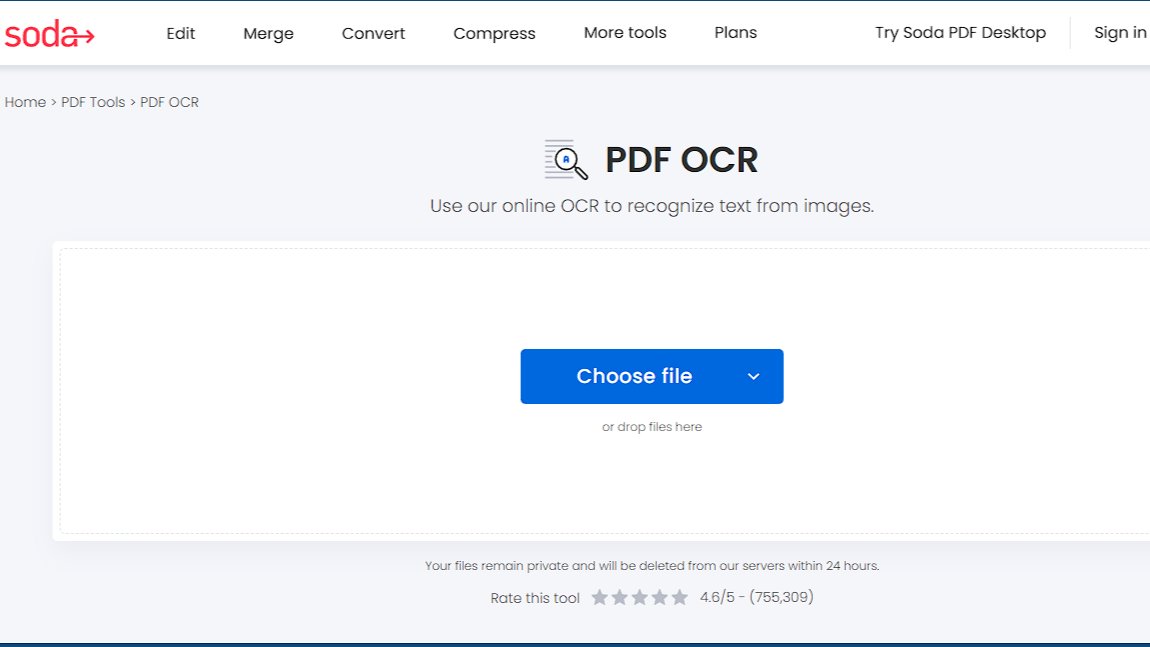 soda
Edit Merge Convert Compress More tools Plans Try Soda PDF Desktop Sign in
Home > PDF Tools > PDF OCR
A PDF OCR
Use our online OCR to recognize text from images.
Choose file
or drop files here
Your files remain private and will be deleted from our servers within 24 hours.
Rate this tool 4.6/5 - (755,309)